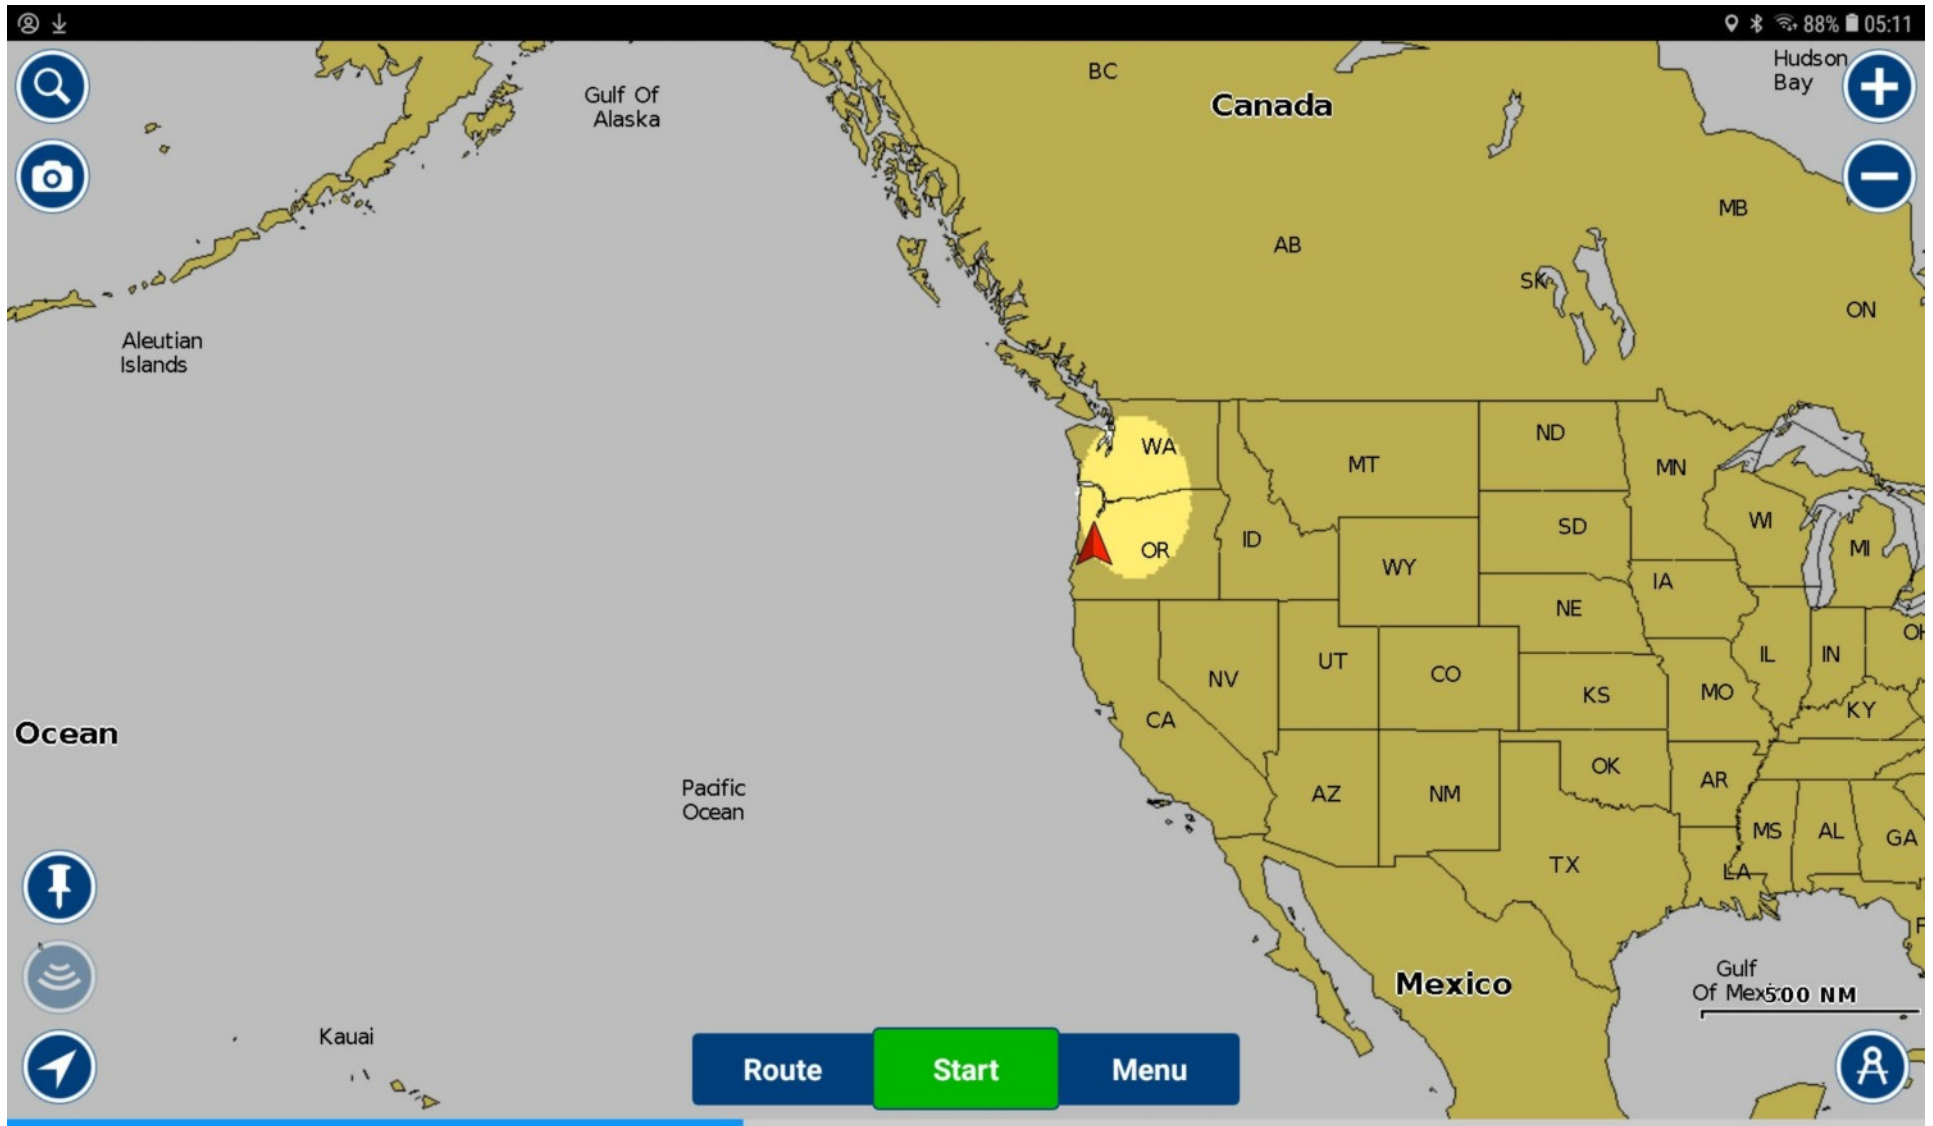 88% 05:11
Hudson
Bay
BC
Gulf Of
Alaska
Canada
MB
AB
SK
ON
Aleutian
Islands
WA
ND
MT
MN
SD
WI
OR
ID
MI
WY
IA
NE
OH
UT
IL
IN
CO
NV
KS
MO
KY
CA
Ocean
OK
AR
Pacific
Ocean
AZ
NM
MS
AL
GA
TX
LA
F
Gulf
Of Mexic
500 NM
Mexico
Kauai
Route
Start
Menu